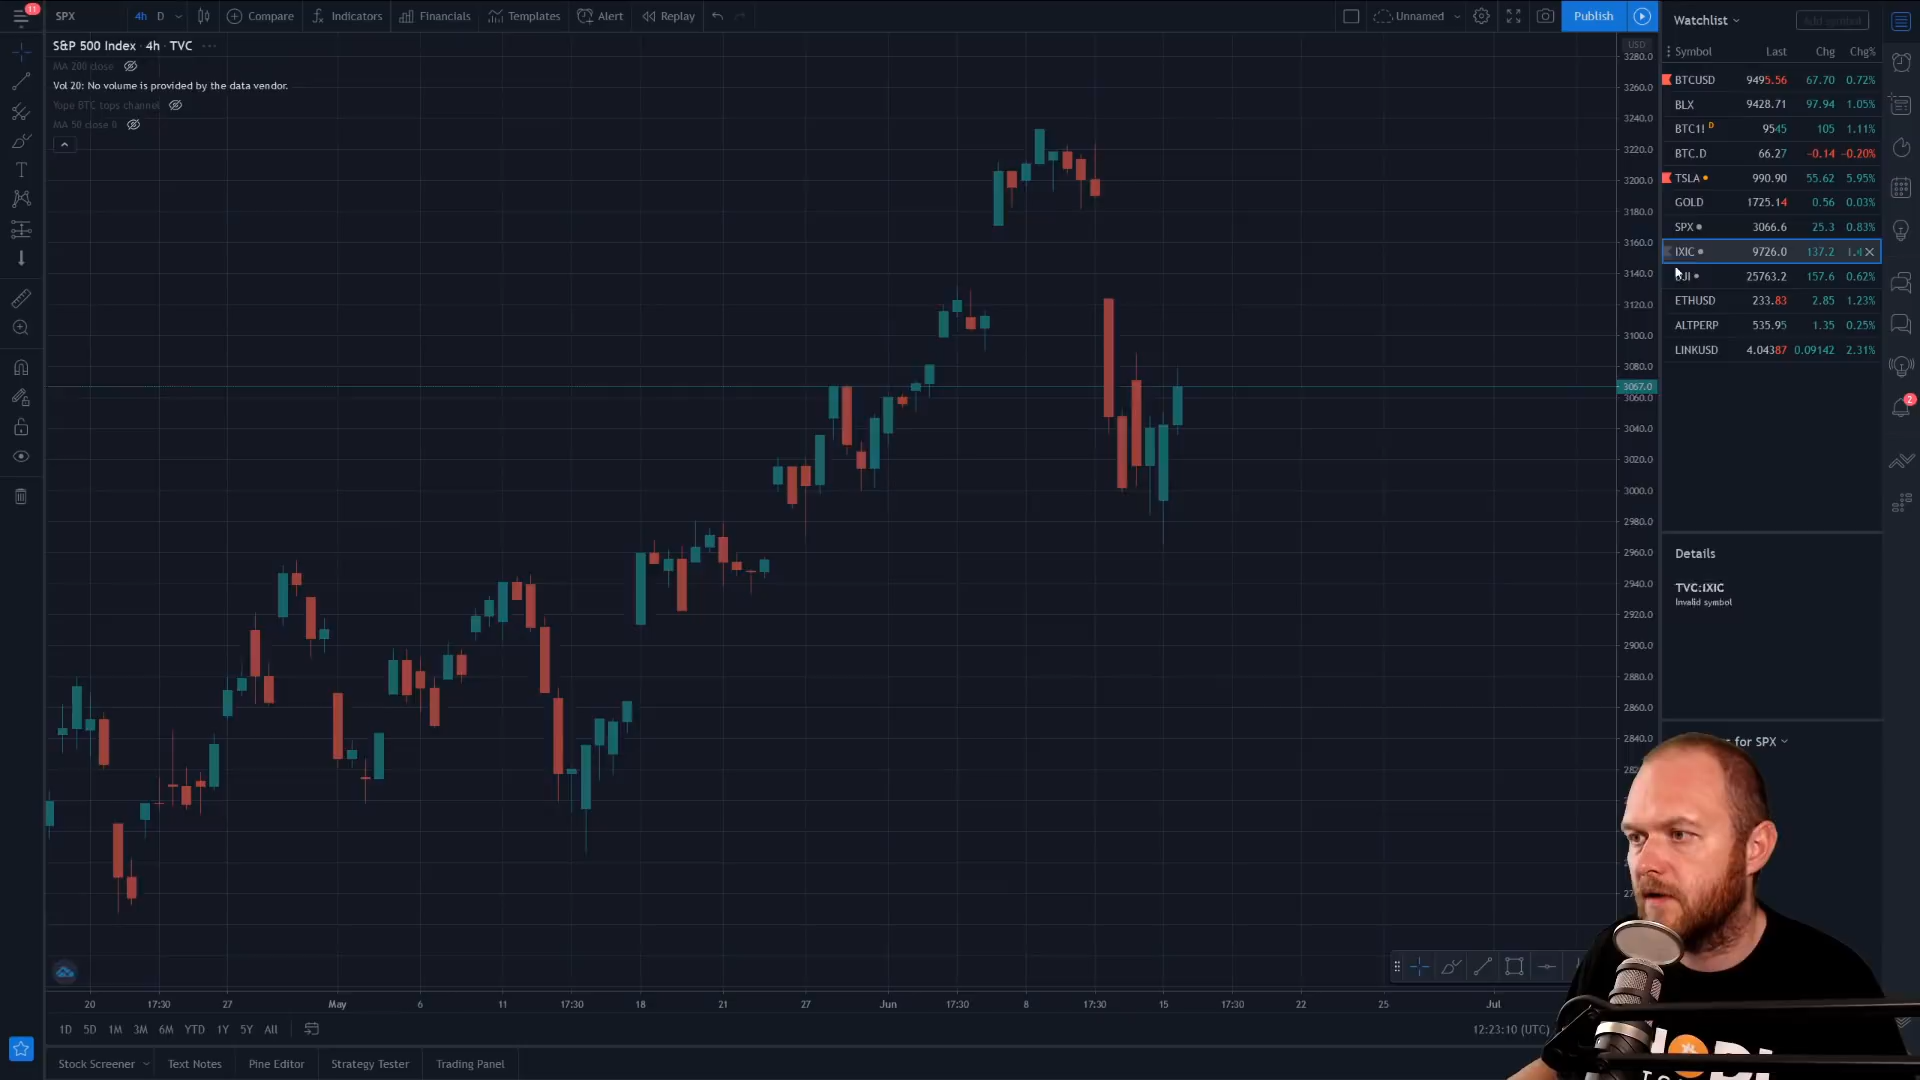 11
SPX
4h D
Compare
Indicators
Financials
Templates
Alert
Replay
Unnamed
Publish
S&P 500 Index · 4h · TVC
MA 200 close
Vol 20: No volume is provided by the data vendor.
Yope BTC tops channel
MA 50 close 0
USD
3280.0
3260.0
3240.0
3220.0
3200.0
3180.0
3160.0
3140.0
3120.0
3100.0
3080.0
3067.0
3060.0
3040.0
3020.0
3000.0
2980.0
2960.0
2940.0
2920.0
2900.0
2880.0
2860.0
2840.0
Watchlist
Add symbol
Symbol Last Chg Chg%
BTCUSD 9495.56 67.70 0.72%
BLX 9428.71 97.94 1.05%
BTC1! D 9545 105 1.11%
BTC.D 66.27 −0.14 −0.20%
TSLA 990.90 55.62 5.95%
GOLD 1725.14 0.56 0.03%
SPX 3066.6 25.3 0.83%
IXIC 9726.0 137.2
DJI 25763.2 157.6 0.62%
ETHUSD 233.83 2.85 1.23%
ALTPERP 535.95 1.35 0.25%
LINKUSD 4.04387 0.09142 2.31%
2
Details
TVC:IXIC
Invalid symbol
for SPX
20 17:30 27 May 6 11 17:30 18 21 27 Jun 17:30 8 17:30 15 17:30 22 25 Jul
1D 5D 1M 3M 6M YTD 1Y 5Y All
12:23:10 (UTC)
Stock Screener
Text Notes
Pine Editor
Strategy Tester
Trading Panel